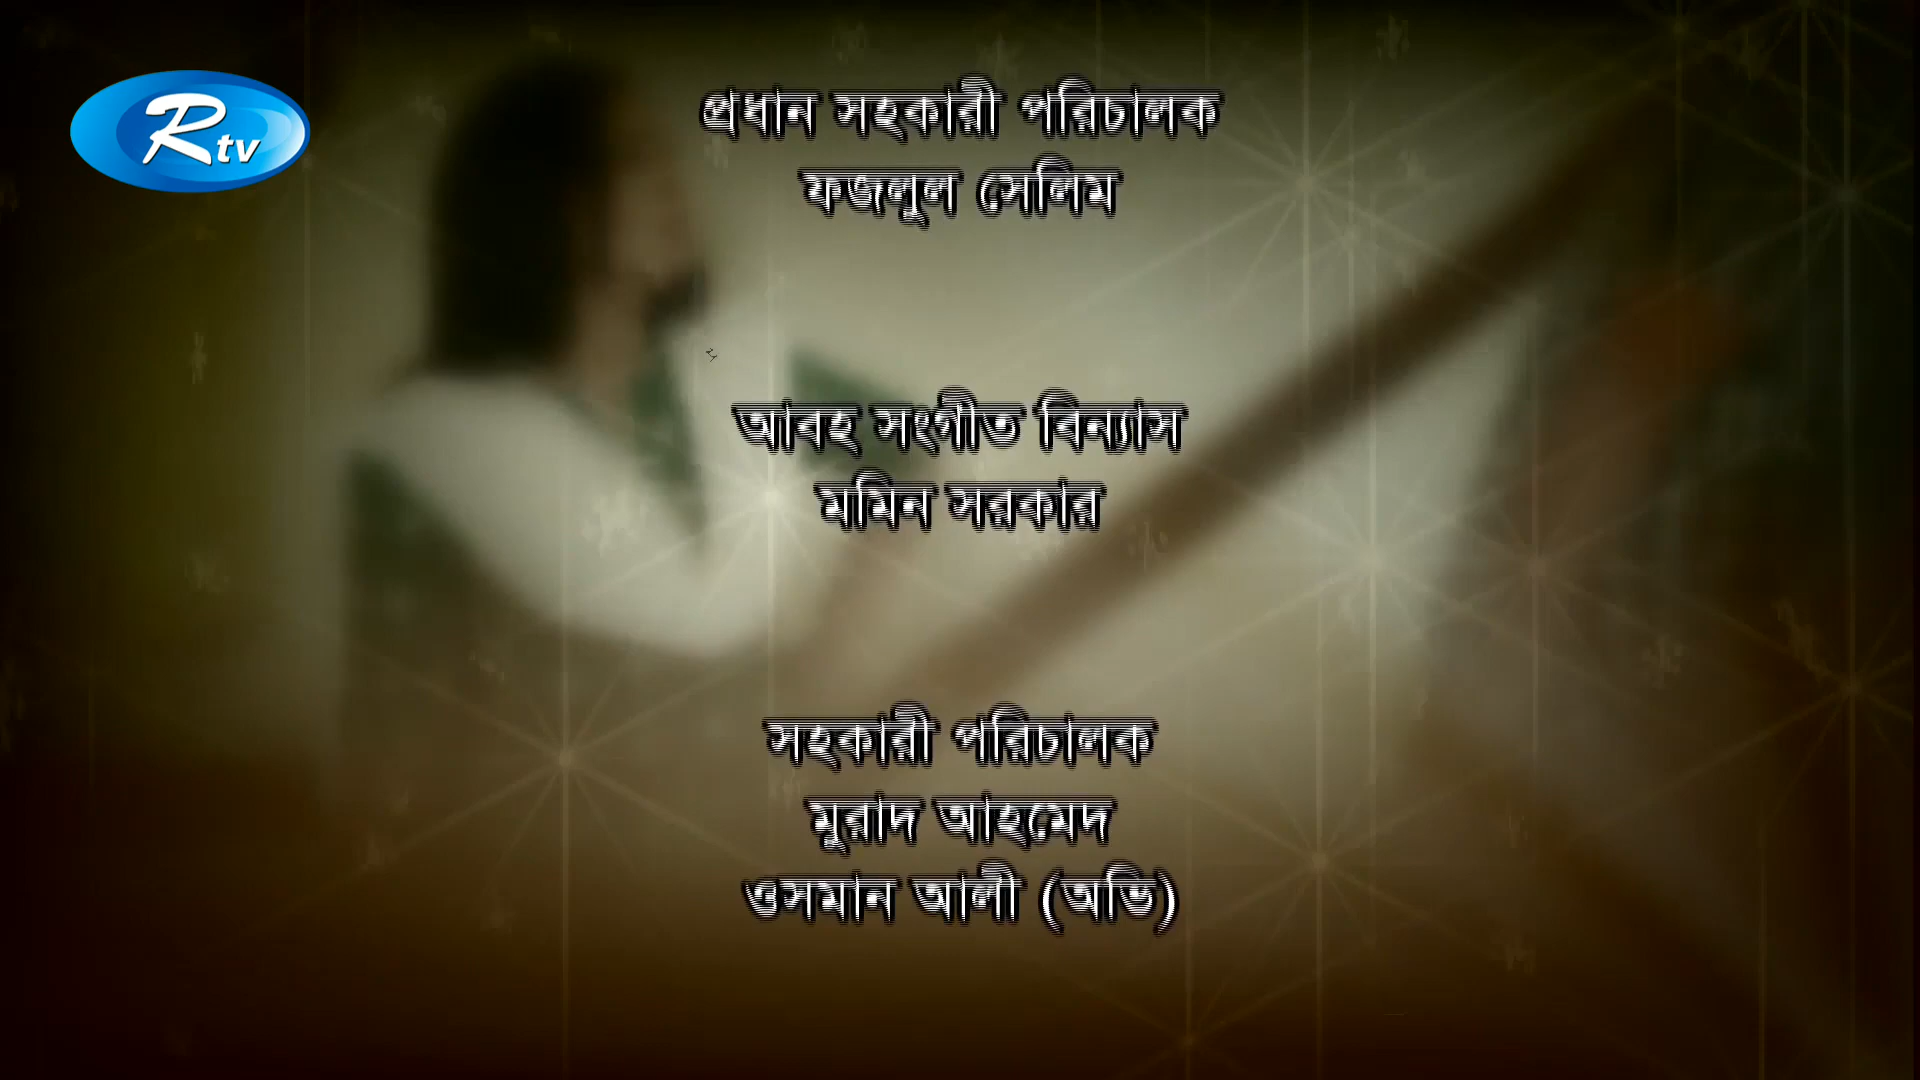 Rtv
প্রধান সহকারী পরিচালক
ফজলুল সেলিম
আবহ সংগীত বিন্যাস
মমিন সরকার
সহকারী পরিচালক
মুরাদ আহমেদ
ওসমান আলী (অভি)